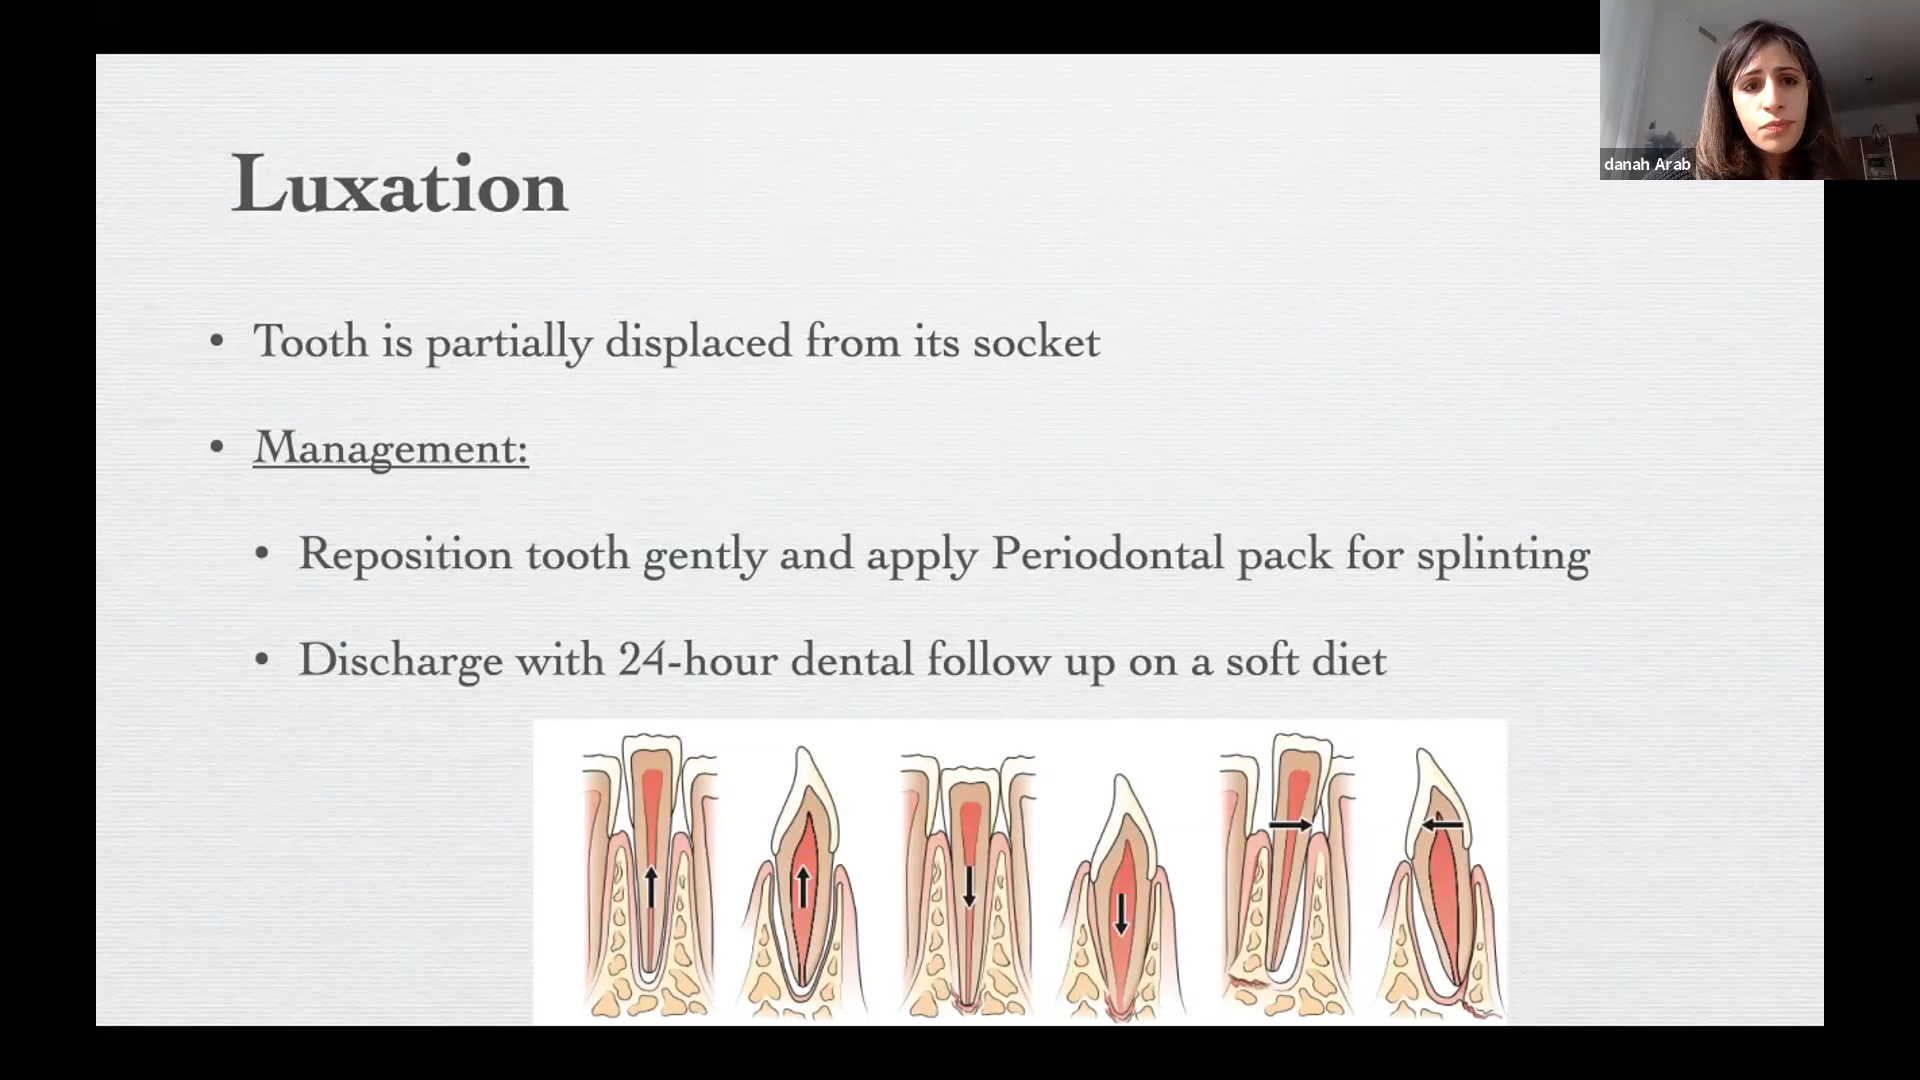 danah Arab
Luxation
• Tooth is partially displaced from its socket
• Management:
• Reposition tooth gently and apply Periodontal pack for splinting
• Discharge with 24-hour dental follow up on a soft diet